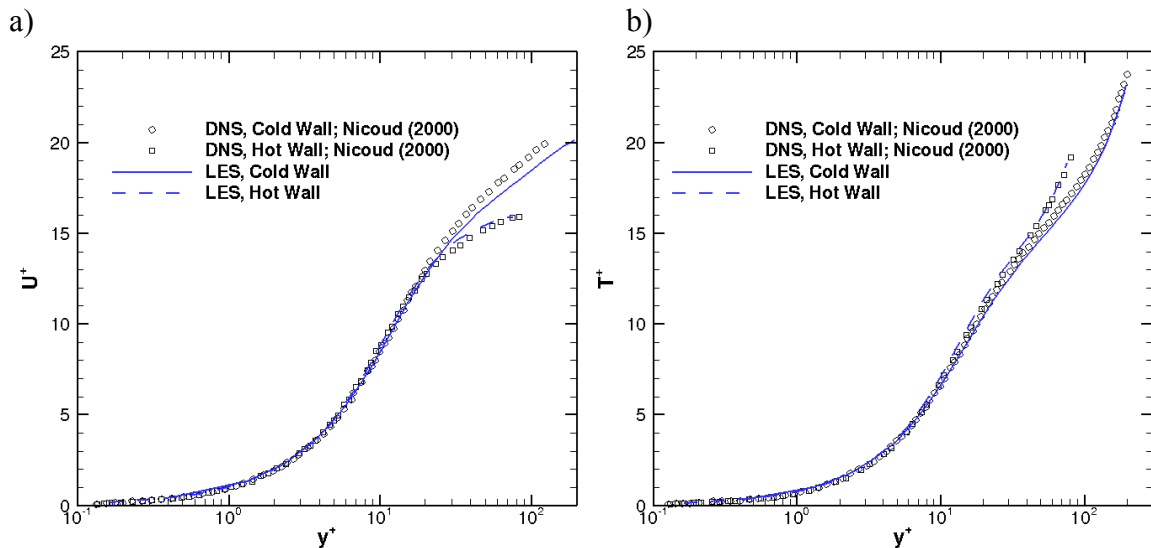 a)
25
20
15
10
5
0
U⁺
DNS, Cold Wall; Nicoud (2000)
DNS, Hot Wall; Nicoud (2000)
LES, Cold Wall
LES, Hot Wall
10⁻¹ 10⁰ 10¹ 10²
y⁺
b)
25
20
15
10
5
0
T⁺
DNS, Cold Wall; Nicoud (2000)
DNS, Hot Wall; Nicoud (2000)
LES, Cold Wall
LES, Hot Wall
10⁻¹ 10⁰ 10¹ 10²
y⁺